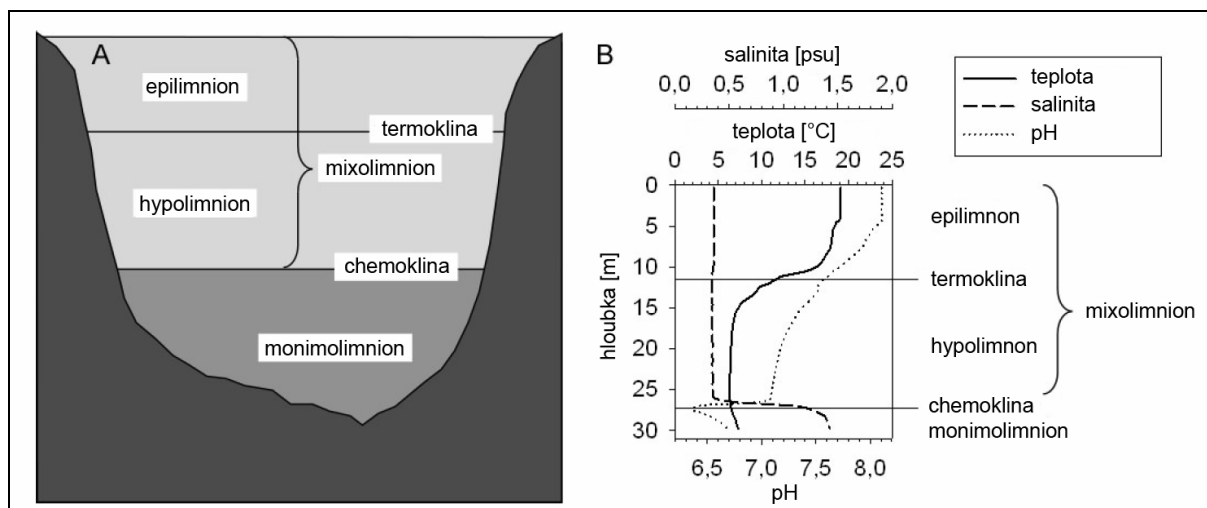 A
epilimnion
termoklina
mixolimnion
hypolimnion
chemoklina
monimolimnion
B
salinita [psu]
0 0,5 1,0 1,5 2,0
teplota [°C]
0 5 10 15 20 25
hloubka [m]
0
5
10
15
20
25
30
6,5 7,0 7,5 8,0
pH
teplota
salinita
pH
epilimnon
termoklina
mixolimnion
hypolimnon
chemoklina
monimolimnion